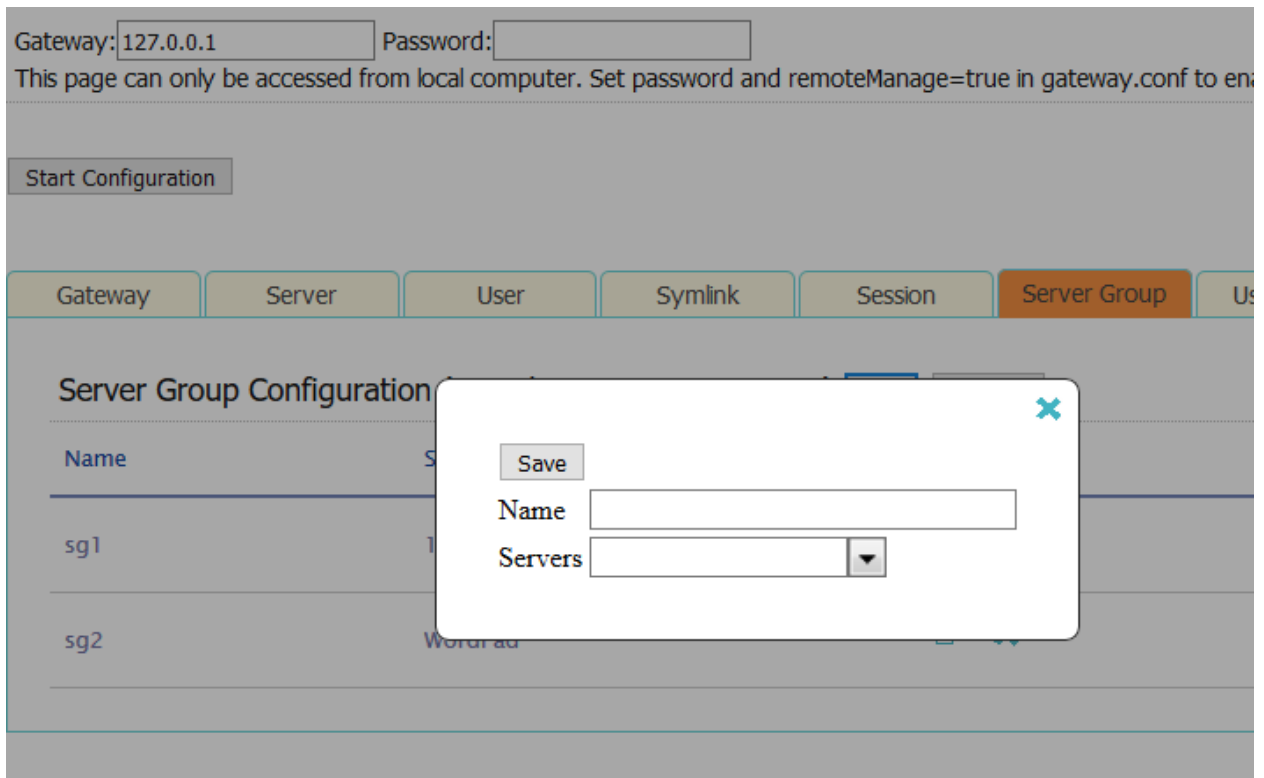 Gateway: 127.0.0.1 Password:
This page can only be accessed from local computer. Set password and remoteManage=true in gateway.conf to
Start Configuration
Gateway Server User Symlink Session Server Group
Server Group Configuration
Name
Save
Name
sg1
Servers
sg2 WordPad